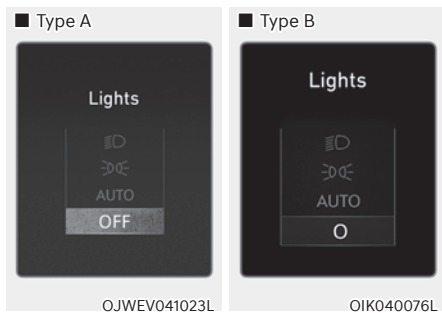 ■ Type A
Lights
AUTO
OFF
OJWEV041023L
■ Type B
Lights
AUTO
O
OIK040076L